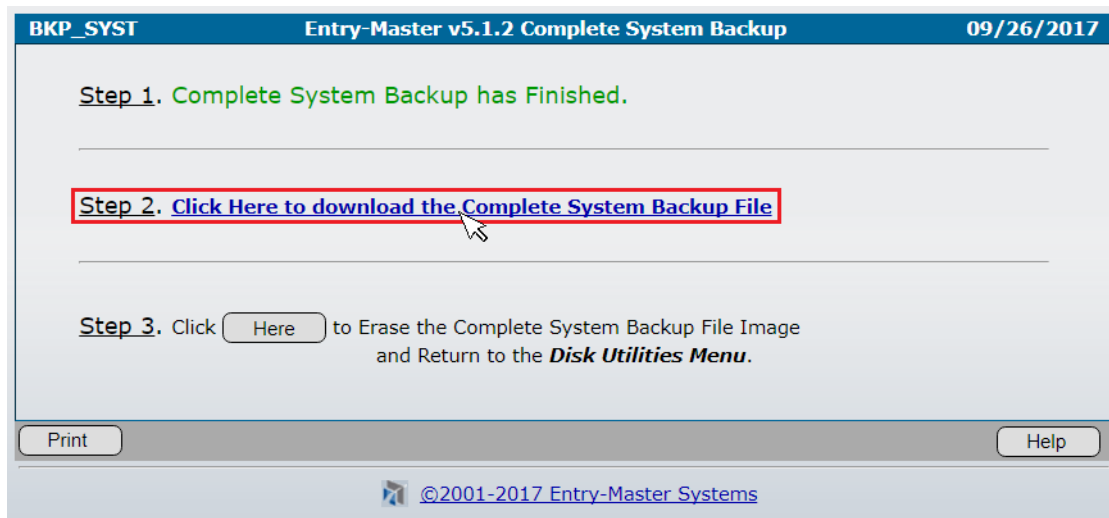 BKP_SYST Entry-Master v5.1.2 Complete System Backup 09/26/2017
Step 1. Complete System Backup has Finished.
Step 2. Click Here to download the Complete System Backup File
Step 3. Click Here to Erase the Complete System Backup File Image
and Return to the Disk Utilities Menu.
Print Help
©2001-2017 Entry-Master Systems